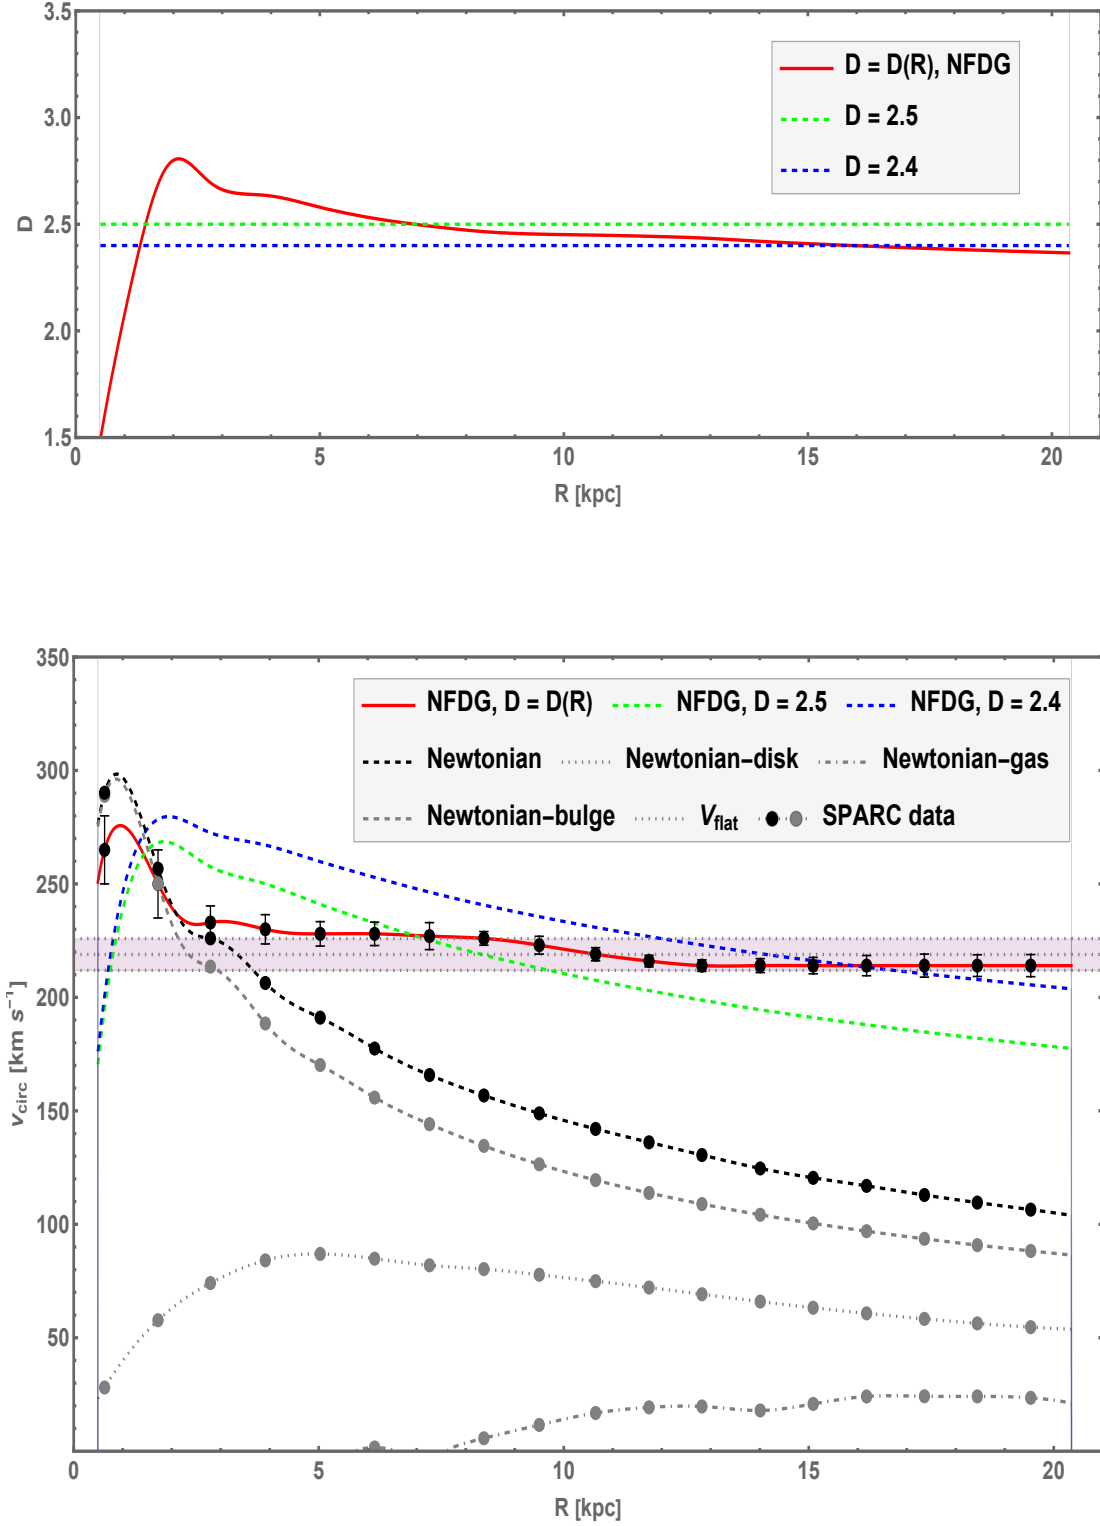 3.5
3.0
2.5
2.0
1.5
D
D = D(R), NFDG
D = 2.5
D = 2.4
0 5 10 15 20
R [kpc]
350
300
250
200
150
100
50
v_circ [km s⁻¹]
NFDG, D = D(R) NFDG, D = 2.5 NFDG, D = 2.4
Newtonian Newtonian–disk Newtonian–gas
Newtonian–bulge V_flat SPARC data
0 5 10 15 20
R [kpc]